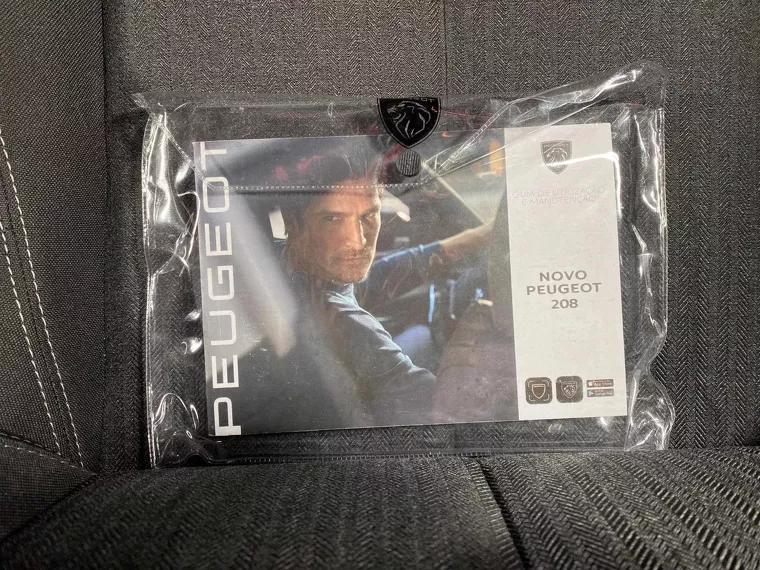 PEUGEOT
GUIA DE UTILIZAÇÃO
E MANUTENÇÃO
NOVO
PEUGEOT
208